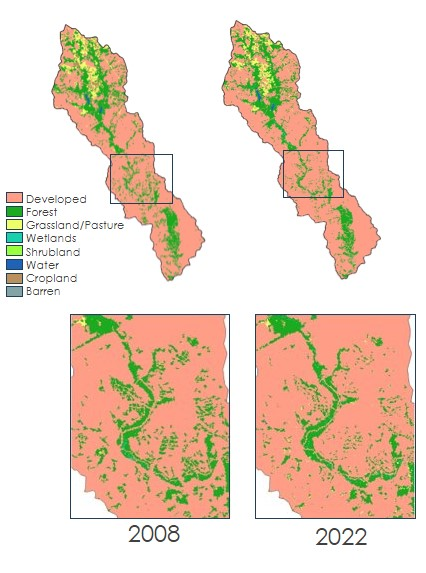 Developed
Forest
Grassland/Pasture
Wetlands
Shrubland
Water
Cropland
Barren
2008
2022